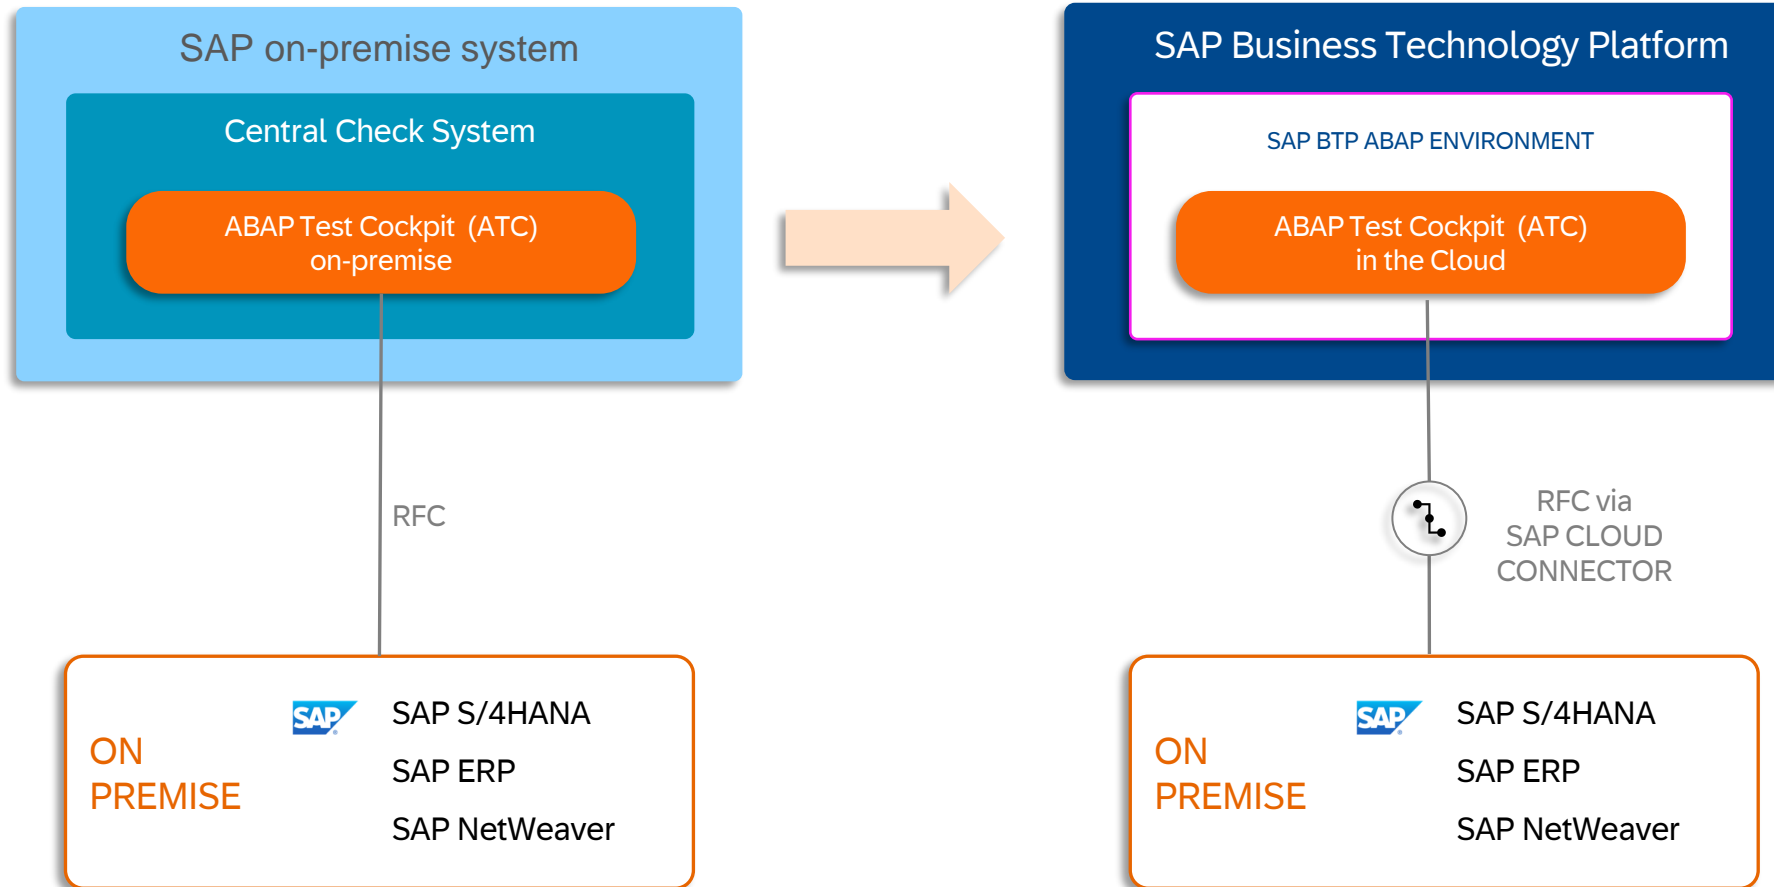 SAP on-premise system
Central Check System
ABAP Test Cockpit (ATC)
on-premise
RFC
ON
PREMISE
SAP
SAP S/4HANA
SAP ERP
SAP NetWeaver
SAP Business Technology Platform
SAP BTP ABAP ENVIRONMENT
ABAP Test Cockpit (ATC)
in the Cloud
RFC via
SAP CLOUD
CONNECTOR
ON
PREMISE
SAP
SAP S/4HANA
SAP ERP
SAP NetWeaver